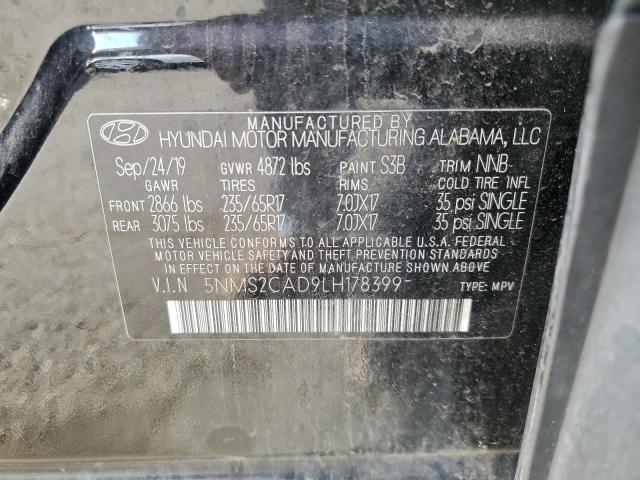 MANUFACTURED BY
HYUNDAI MOTOR MANUFACTURING ALABAMA, LLC
Sep/24/19 GVWR 4872 lbs PAINT S3B TRIM NNB
GAWR TIRES RIMS COLD TIRE INFL
FRONT 2866 lbs 235/65R17 7.0JX17 35 psi SINGLE
REAR 3075 lbs 235/65R17 7.0JX17 35 psi SINGLE
THIS VEHICLE CONFORMS TO ALL APPLICABLE U.S.A. FEDERAL
MOTOR VEHICLE SAFETY, BUMPER, AND THEFT PREVENTION STANDARDS
IN EFFECT ON THE DATE OF MANUFACTURE SHOWN ABOVE.
V.I.N 5NMS2CAD9LH178399 TYPE: MPV